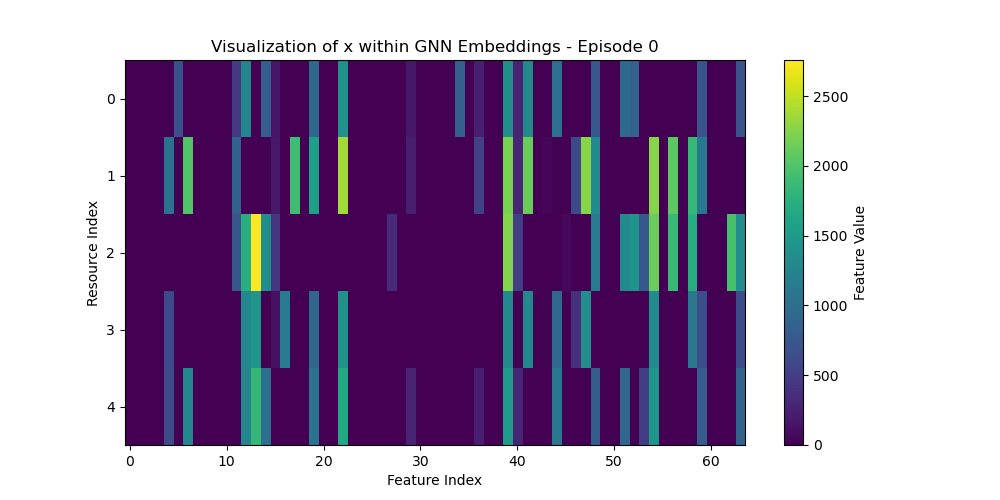 Visualization of x within GNN Embeddings - Episode 0
Resource Index
0
1
2
3
4
0 10 20 30 40 50 60
Feature Index
2500
2000
1500
1000
500
0
Feature Value